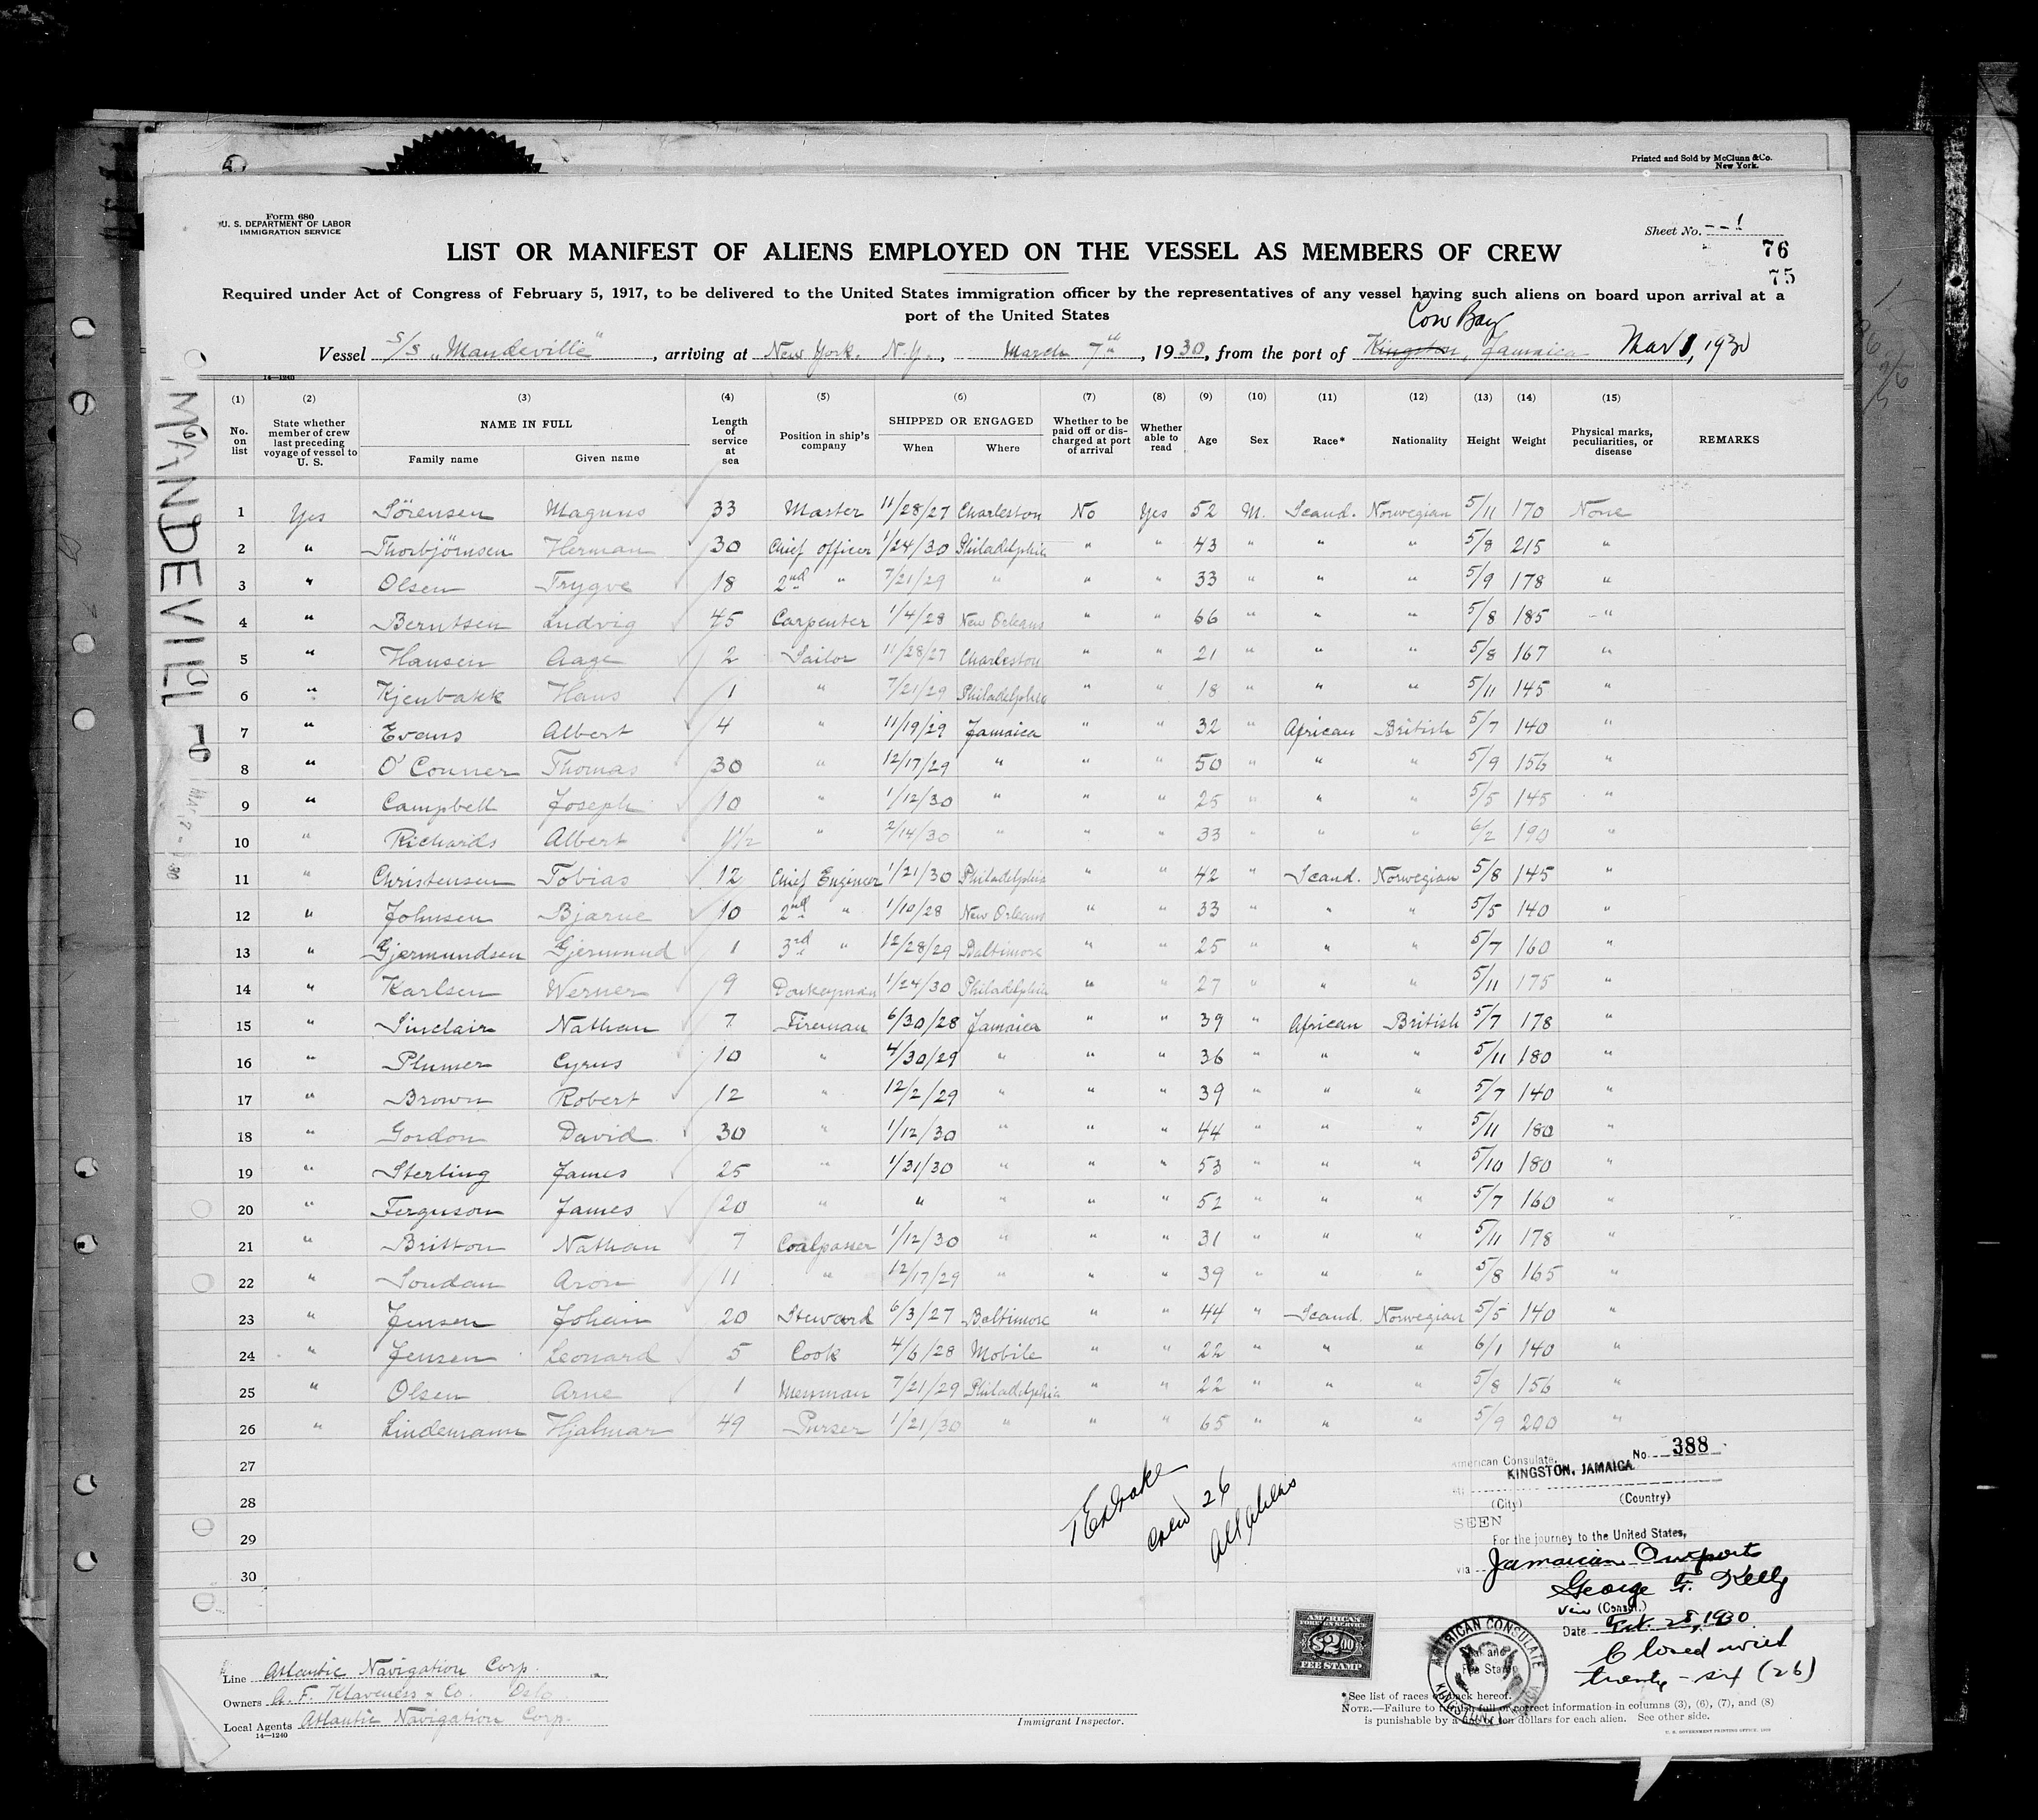 Printed and Sold by McClunn & Co.
New York.
Form 680
U. S. DEPARTMENT OF LABOR
IMMIGRATION SERVICE
Sheet No. --1
76
75
LIST OR MANIFEST OF ALIENS EMPLOYED ON THE VESSEL AS MEMBERS OF CREW
Required under Act of Congress of February 5, 1917, to be delivered to the United States immigration officer by the representatives of any vessel having such aliens on board upon arrival at a
port of the United States
Cow Bay
Vessel S/S "Mandeville", arriving at New York. N.Y., March 7th, 1930, from the port of Kingston, Jamaica Mar 1, 1930
14-1240
(1) (2) (3) (4) (5) (6) (7) (8) (9) (10) (11) (12) (13) (14) (15)
No. on list | State whether member of crew last preceding voyage of vessel to U. S. | NAME IN FULL Family name Given name | Length of service at sea | Position in ship's company | SHIPPED OR ENGAGED When Where | Whether to be paid off or discharged at port of arrival | Whether able to read | Age | Sex | Race* | Nationality | Height | Weight | Physical marks, peculiarities, or disease | REMARKS
1 Yes Sörensen Magnus 33 Master 11/28/27 Charleston No Yes 52 M. Scand. Norwegian 5/11 170 None
2 " Thorbjörnsen Herman 30 Chief officer 1/24/30 Philadelphia " " 43 " " " 5/8 215 "
3 " Olsen Trygve 18 2nd " 7/21/29 " " " 33 " " " 5/9 178 "
4 " Berntsen Ludvig 45 Carpenter 1/4/28 New Orleans " " 66 " " " 5/8 185 "
5 " Hansen Aage 2 Sailor 11/28/27 Charleston " " 21 " " " 5/8 167 "
6 " Kjenbakk Hans 1 " 7/21/29 Philadelphia " " 18 " " " 5/11 145 "
7 " Evans Albert 4 " 11/19/29 Jamaica " " 32 " African British 5/7 140 "
8 " O'Conner Thomas 30 " 12/17/29 " " " 50 " " " 5/9 156 "
9 " Campbell Joseph 10 " 1/12/30 " " " 25 " " " 5/5 145 "
10 " Richards Albert 1 1/2 " 2/14/30 " " " 33 " " " 6/2 190 "
11 " Christensen Tobias 12 Chief Engineer 1/21/30 Philadelphia " " 42 " Scand. Norwegian 5/8 145 "
12 " Johnsen Bjarne 10 2nd " 1/10/28 New Orleans " " 33 " " " 5/5 140 "
13 " Gjermundsen Gjermund 1 3rd " 12/28/29 Baltimore " " 25 " " " 5/7 160 "
14 " Karlsen Werner 9 Donkeyman 1/24/30 Philadelphia " " 27 " " " 5/11 175 "
15 " Sinclair Nathan 7 Fireman 6/30/28 Jamaica " " 39 " African British 5/7 178 "
16 " Plumer Cyrus 10 " 4/30/29 " " " 36 " " " 5/11 180 "
17 " Brown Robert 12 " 12/2/29 " " " 39 " " " 5/7 140 "
18 " Gordon David 30 " 1/12/30 " " " 44 " " " 5/11 180 "
19 " Sterling James 25 " 1/31/30 " " " 53 " " " 5/10 180 "
20 " Ferguson James 20 " " " " " 52 " " " 5/7 160 "
21 " Britton Nathan 7 Coalpasser 1/12/30 " " " 31 " " " 5/11 178 "
22 " Soudan Aron 11 " 12/17/29 " " " 39 " " " 5/8 165 "
23 " Jensen Johan 20 Steward 6/3/27 Baltimore " " 44 " Scand. Norwegian 5/5 140 "
24 " Jensen Leonard 5 Cook 4/6/28 Mobile " " 22 " " " 6/1 140 "
25 " Olsen Arne 1 Messman 7/21/29 Philadelphia " " 22 " " " 5/8 156 "
26 " Lindemann Hjalmar 49 Purser 1/21/30 " " " 65 " " " 5/9 200 "
27
28
29
30
MANDEVILLE
Crew 26
All Aliens
American Consulate, No. 388
KINGSTON, JAMAICA
(City) (Country)
SEEN
For the journey to the United States,
via Jamaican Outports
George F. Kelly
Vice (Consul.)
Date Feb. 28, 1930
Closed with
twenty-six (26)
AMERICAN
FOREIGN SERVICE
$2.00
FEE STAMP
AMERICAN CONSULATE
KINGSTON, JAMAICA
Line Atlantic Navigation Corp.
Owners A. F. Klaveness & Co. Oslo
Local Agents Atlantic Navigation Corp.
14-1240
Immigrant Inspector.
*See list of races on back hereof.
NOTE.—Failure to furnish full or correct information in columns (3), (6), (7), and (8)
is punishable by a fine of ten dollars for each alien. See other side.
U. S. GOVERNMENT PRINTING OFFICE